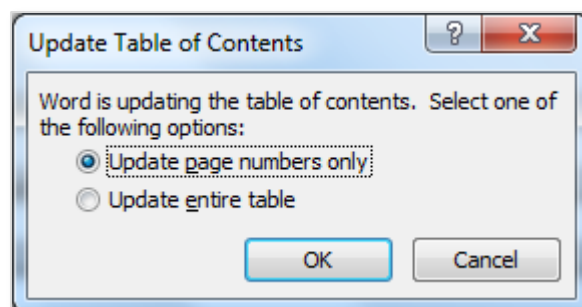 Update Table of Contents
Word is updating the table of contents.  Select one of
the following options:
Update page numbers only
Update entire table
OK
Cancel